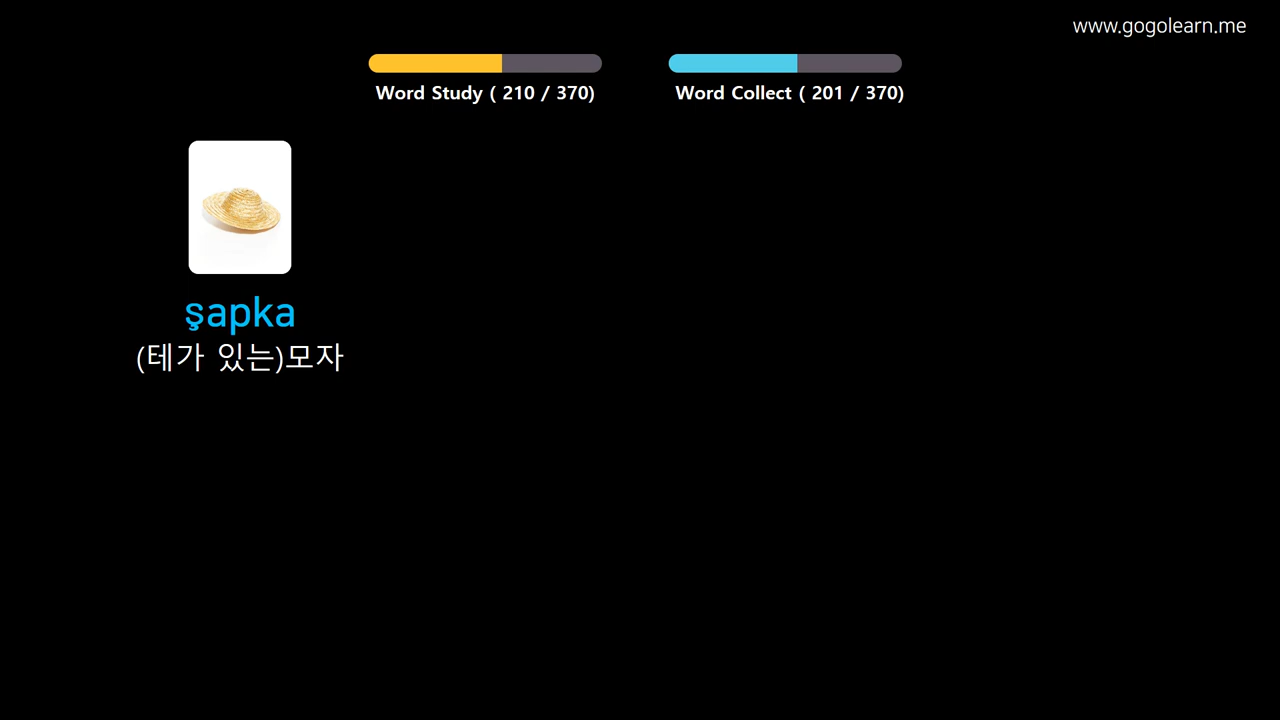 www.gogolearn.me
Word Study ( 210 / 370)
Word Collect ( 201 / 370)
şapka
(테가 있는)모자